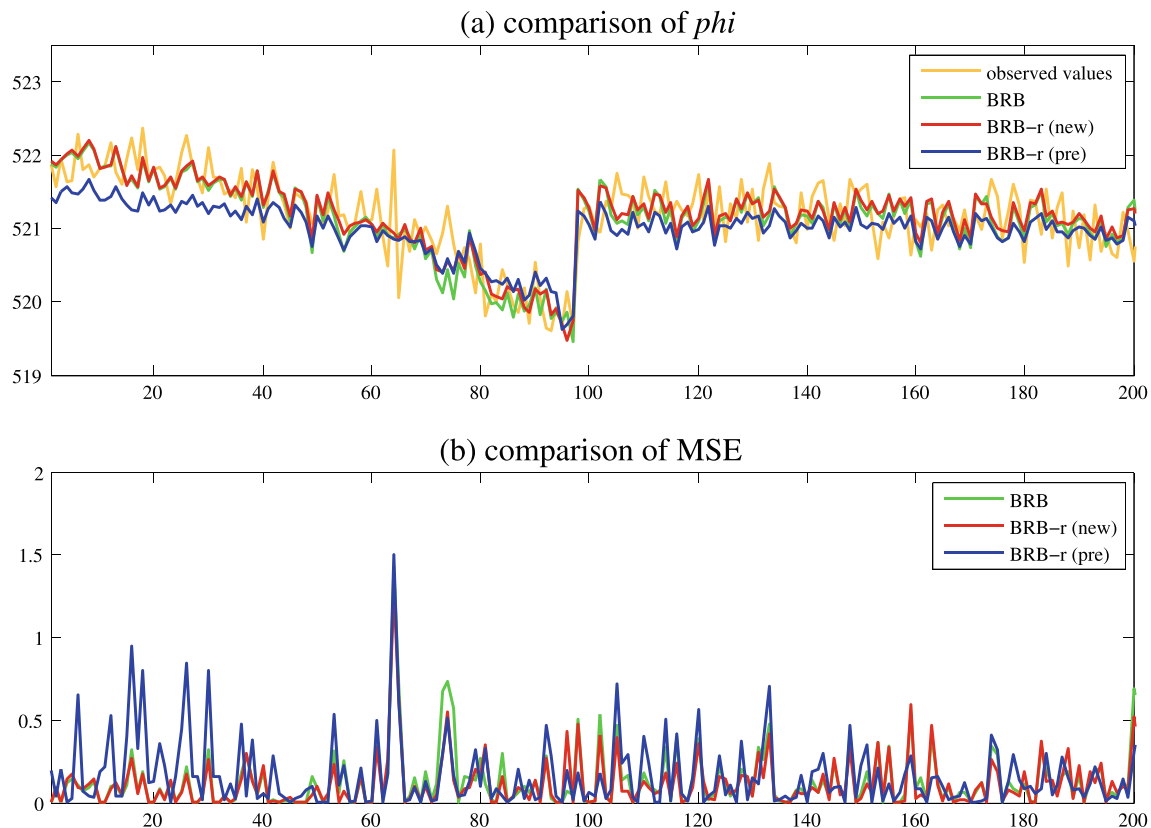 (a) comparison of phi
523
522
521
520
519
observed values
BRB
BRB−r (new)
BRB−r (pre)
20 40 60 80 100 120 140 160 180 200
(b) comparison of MSE
2
1.5
1
0.5
0
BRB
BRB−r (new)
BRB−r (pre)
20 40 60 80 100 120 140 160 180 200